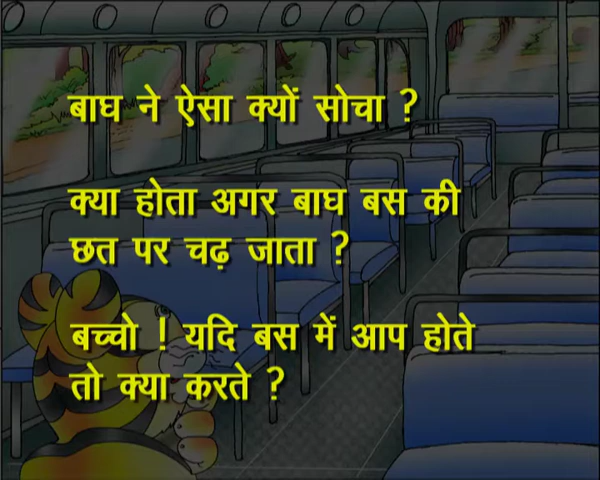 बाघ ने ऐसा क्यों सोचा ?
क्या होता अगर बाघ बस की
छत पर चढ़ जाता ?
बच्चो ! यदि बस में आप होते
तो क्या करते ?